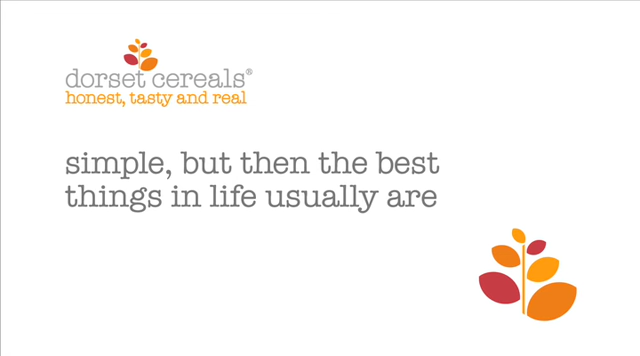 dorset cereals®
honest, tasty and real
simple, but then the best
things in life usually are